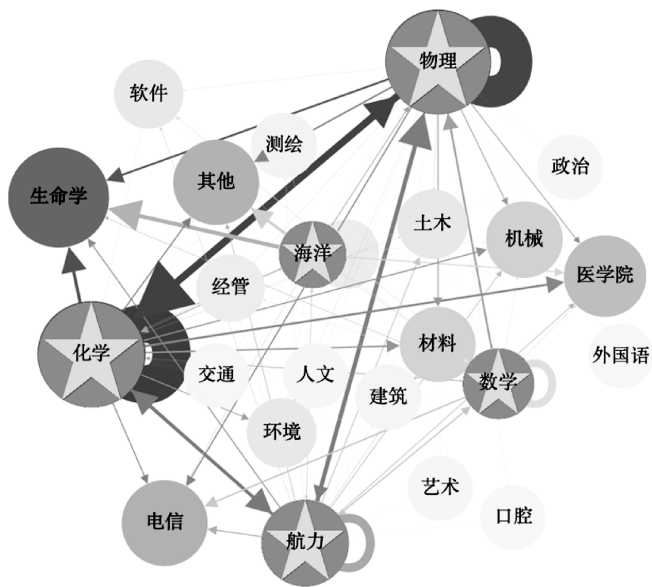 物理
软件
测绘
政治
其他
生命学
土木
机械
海洋
医学院
经管
材料
化学
外国语
交通
人文
数学
建筑
环境
艺术
口腔
电信
航力